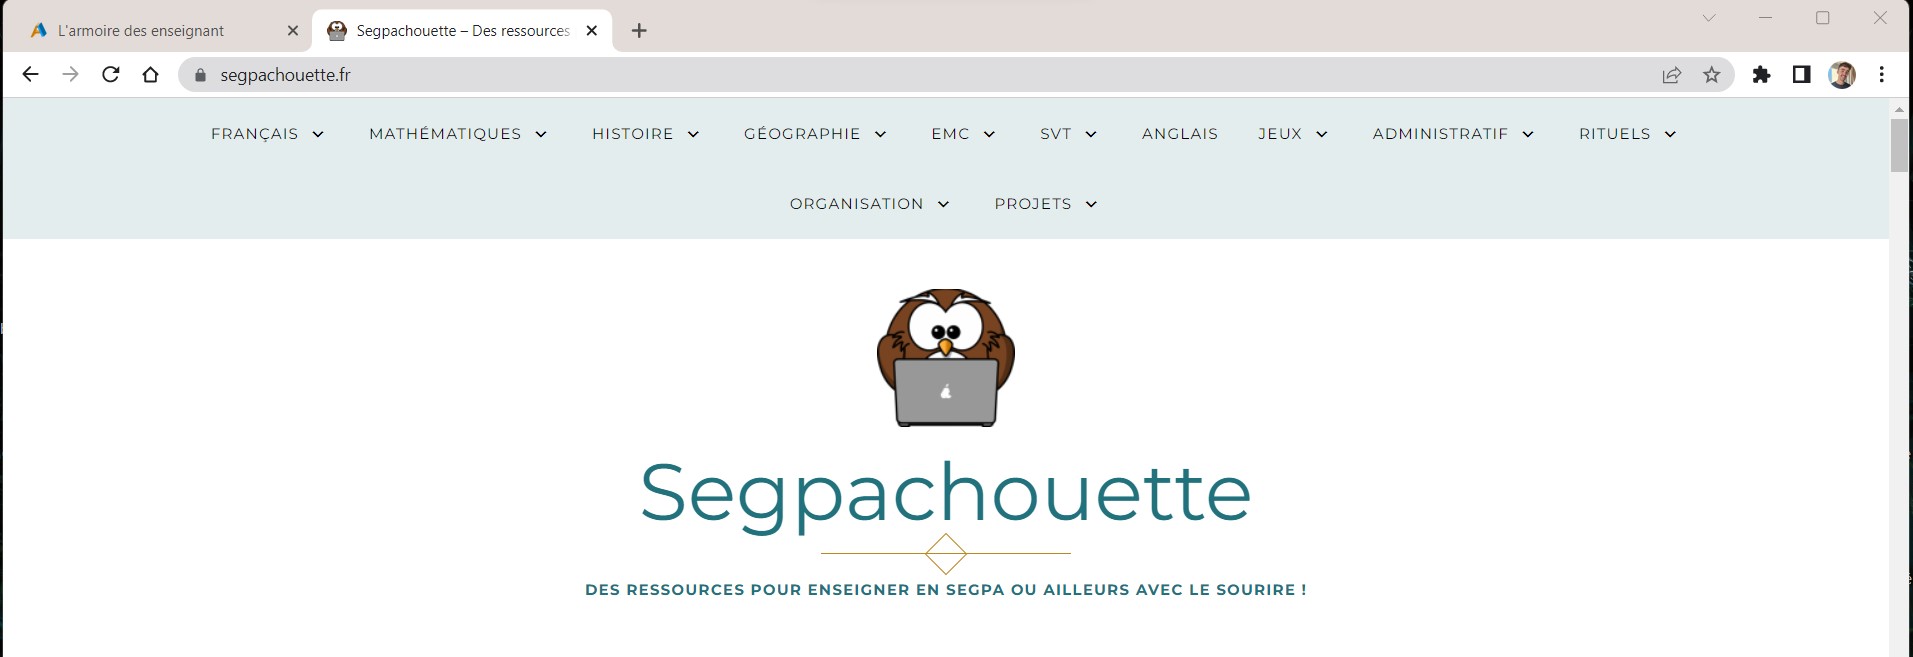 L'armoire des enseignant
Segpachouette – Des ressources
segpachouette.fr
FRANÇAIS MATHÉMATIQUES HISTOIRE GÉOGRAPHIE EMC SVT ANGLAIS JEUX ADMINISTRATIF RITUELS
ORGANISATION PROJETS
Segpachouette
DES RESSOURCES POUR ENSEIGNER EN SEGPA OU AILLEURS AVEC LE SOURIRE !